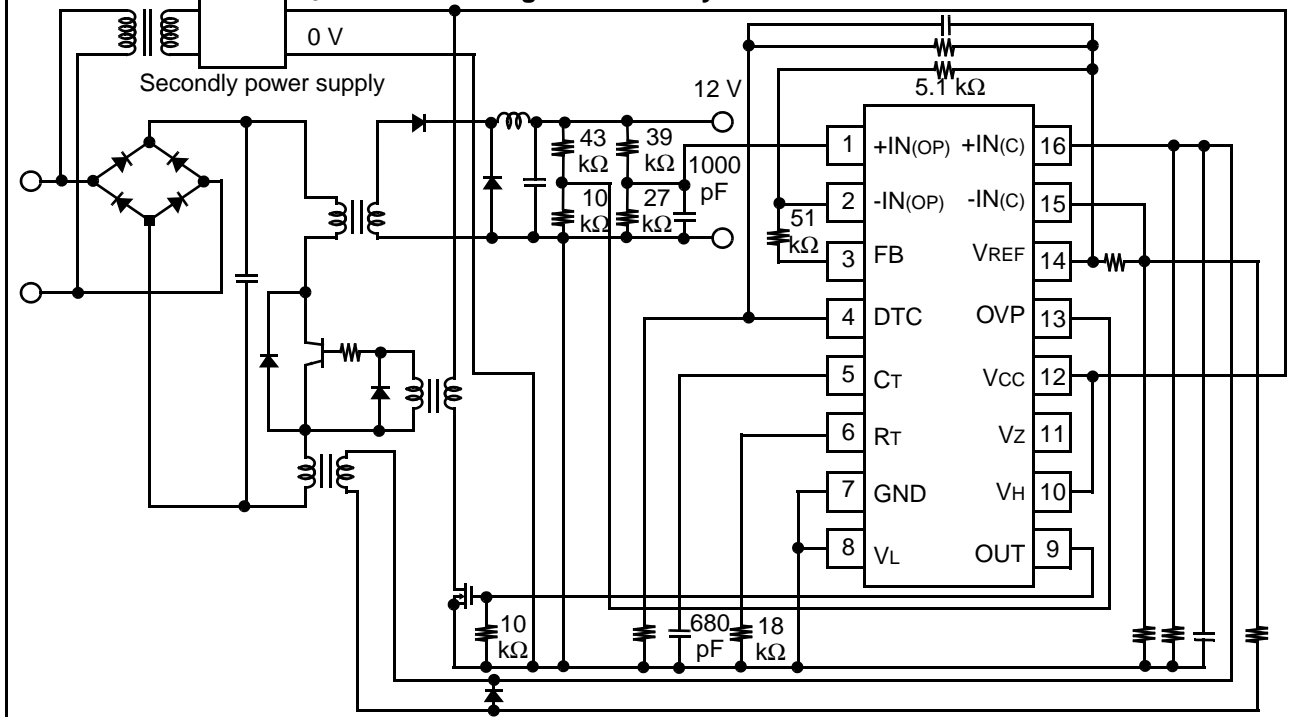 0 V
Secondly power supply
12 V
5.1 kΩ
43
kΩ
39
kΩ
1000
pF
10
kΩ
27
kΩ
51
kΩ
1 +IN(OP) +IN(C) 16
2 -IN(OP) -IN(C) 15
3 FB VREF 14
4 DTC OVP 13
5 CT VCC 12
6 RT VZ 11
7 GND VH 10
8 VL OUT 9
10
kΩ
680
pF
18
kΩ